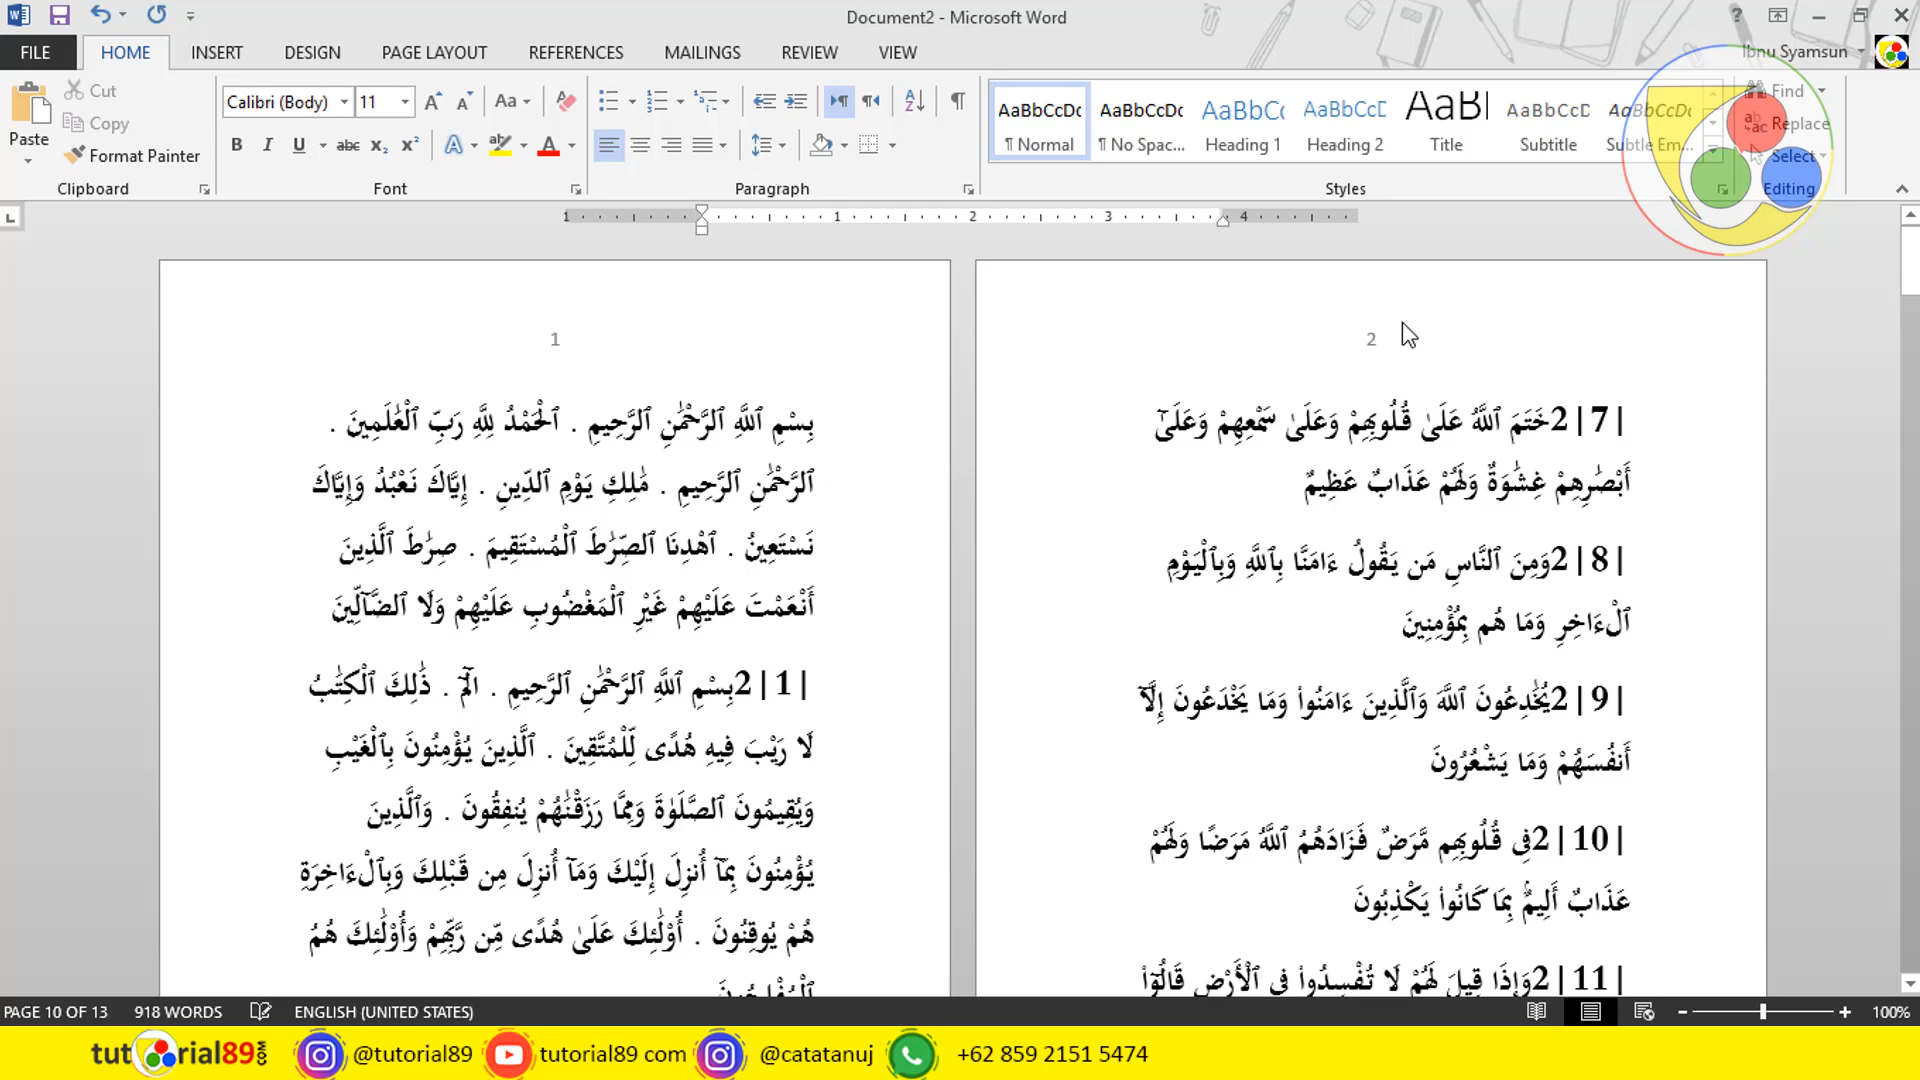 Document2 - Microsoft Word
FILE HOME INSERT DESIGN PAGE LAYOUT REFERENCES MAILINGS REVIEW VIEW
Ibnu Syamsun
Paste
Cut
Copy
Format Painter
Clipboard
Calibri (Body) 11
Font
Paragraph
AaBbCcDc AaBbCcDc AaBbCc AaBbCcD AaBl AaBbCcD AaBbCcDc
¶ Normal ¶ No Spac... Heading 1 Heading 2 Title Subtitle Subtle Em...
Styles
Find
Replace
Select
Editing
1 1 2 3 4
1
بِسْمِ ٱللَّهِ ٱلرَّحْمَٰنِ ٱلرَّحِيمِ . ٱلْحَمْدُ لِلَّهِ رَبِّ ٱلْعَٰلَمِينَ .
ٱلرَّحْمَٰنِ ٱلرَّحِيمِ . مَٰلِكِ يَوْمِ ٱلدِّينِ . إِيَّاكَ نَعْبُدُ وَإِيَّاكَ
نَسْتَعِينُ . ٱهْدِنَا ٱلصِّرَٰطَ ٱلْمُسْتَقِيمَ . صِرَٰطَ ٱلَّذِينَ
أَنْعَمْتَ عَلَيْهِمْ غَيْرِ ٱلْمَغْضُوبِ عَلَيْهِمْ وَلَا ٱلضَّآلِّينَ
|1|2بِسْمِ ٱللَّهِ ٱلرَّحْمَٰنِ ٱلرَّحِيمِ . الٓمٓ . ذَٰلِكَ ٱلْكِتَٰبُ
لَا رَيْبَ فِيهِ هُدًى لِّلْمُتَّقِينَ . ٱلَّذِينَ يُؤْمِنُونَ بِٱلْغَيْبِ
وَيُقِيمُونَ ٱلصَّلَوٰةَ وَمِمَّا رَزَقْنَٰهُمْ يُنفِقُونَ . وَٱلَّذِينَ
يُؤْمِنُونَ بِمَآ أُنزِلَ إِلَيْكَ وَمَآ أُنزِلَ مِن قَبْلِكَ وَبِٱلْءَاخِرَةِ
هُمْ يُوقِنُونَ . أُوْلَٰٓئِكَ عَلَىٰ هُدًى مِّن رَّبِّهِمْ وَأُوْلَٰٓئِكَ هُمُ
2
|7|2خَتَمَ ٱللَّهُ عَلَىٰ قُلُوبِهِمْ وَعَلَىٰ سَمْعِهِمْ وَعَلَىٰٓ
أَبْصَٰرِهِمْ غِشَٰوَةٌ وَلَهُمْ عَذَابٌ عَظِيمٌ
|8|2وَمِنَ ٱلنَّاسِ مَن يَقُولُ ءَامَنَّا بِٱللَّهِ وَبِٱلْيَوْمِ
ٱلْءَاخِرِ وَمَا هُم بِمُؤْمِنِينَ
|9|2يُخَٰدِعُونَ ٱللَّهَ وَٱلَّذِينَ ءَامَنُوا۟ وَمَا يَخْدَعُونَ إِلَّآ
أَنفُسَهُمْ وَمَا يَشْعُرُونَ
|10|2فِى قُلُوبِهِم مَّرَضٌ فَزَادَهُمُ ٱللَّهُ مَرَضًا وَلَهُمْ
عَذَابٌ أَلِيمٌۢ بِمَا كَانُوا۟ يَكْذِبُونَ
|11|2وَإِذَا قِيلَ لَهُمْ لَا تُفْسِدُوا۟ فِى ٱلْأَرْضِ قَالُوٓا۟
PAGE 10 OF 13 918 WORDS ENGLISH (UNITED STATES) 100%
tutorial89.COM @tutorial89 tutorial89 com @catatanuj +62 859 2151 5474